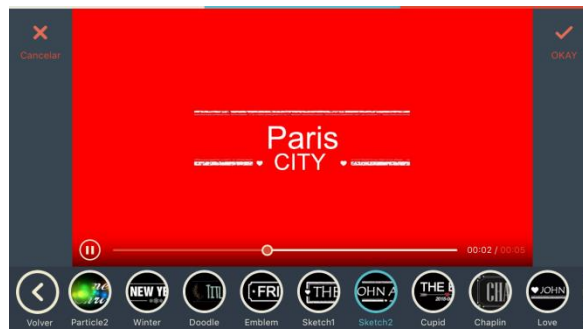 Cancelar
OKAY
Paris
CITY
00:02 / 00:05
NEW YE
FRI
THE
OHN A
THE E
CHA
JOHN
Volver Particle2 Winter Doodle Emblem Sketch1 Sketch2 Cupid Chaplin Love